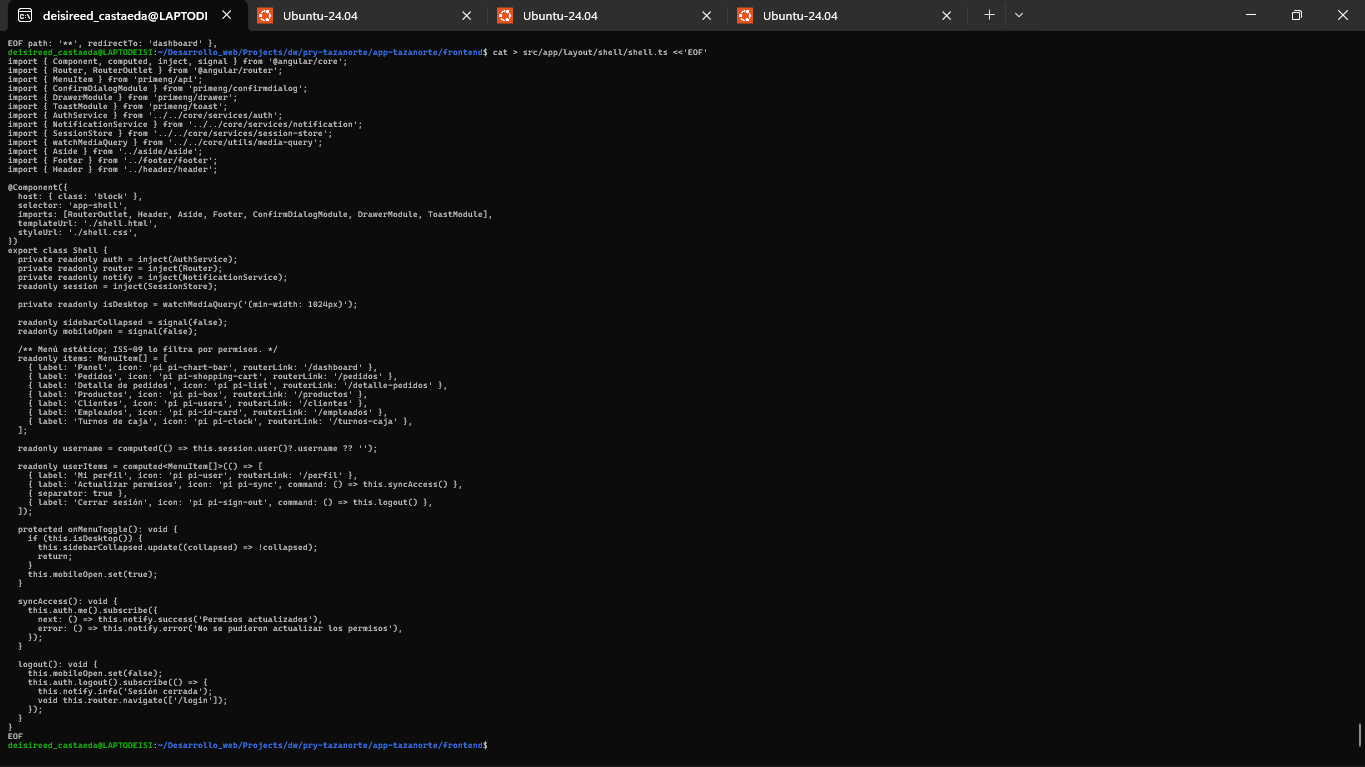 deisireed_castaeda@LAPTODI
Ubuntu-24.04
Ubuntu-24.04
Ubuntu-24.04
EOF path: '**', redirectTo: 'dashboard' },
deisireed_castaeda@LAPTODEISI:~/Desarrollo_web/Projects/dw/pry-tazanorte/app-tazanorte/frontend$ cat > src/app/layout/shell/shell.ts <<'EOF'
import { Component, computed, inject, signal } from '@angular/core';
import { Router, RouterOutlet } from '@angular/router';
import { MenuItem } from 'primeng/api';
import { ConfirmDialogModule } from 'primeng/confirmdialog';
import { DrawerModule } from 'primeng/drawer';
import { ToastModule } from 'primeng/toast';
import { AuthService } from '../../core/services/auth';
import { NotificationService } from '../../core/services/notification';
import { SessionStore } from '../../core/services/session-store';
import { watchMediaQuery } from '../../core/utils/media-query';
import { Aside } from '../aside/aside';
import { Footer } from '../footer/footer';
import { Header } from '../header/header';

@Component({
  host: { class: 'block' },
  selector: 'app-shell',
  imports: [RouterOutlet, Header, Aside, Footer, ConfirmDialogModule, DrawerModule, ToastModule],
  templateUrl: './shell.html',
  styleUrl: './shell.css',
})
export class Shell {
  private readonly auth = inject(AuthService);
  private readonly router = inject(Router);
  private readonly notify = inject(NotificationService);
  readonly session = inject(SessionStore);

  private readonly isDesktop = watchMediaQuery('(min-width: 1024px)');

  readonly sidebarCollapsed = signal(false);
  readonly mobileOpen = signal(false);

  /** Menú estático; ISS-09 lo filtra por permisos. */
  readonly items: MenuItem[] = [
    { label: 'Panel', icon: 'pi pi-chart-bar', routerLink: '/dashboard' },
    { label: 'Pedidos', icon: 'pi pi-shopping-cart', routerLink: '/pedidos' },
    { label: 'Detalle de pedidos', icon: 'pi pi-list', routerLink: '/detalle-pedidos' },
    { label: 'Productos', icon: 'pi pi-box', routerLink: '/productos' },
    { label: 'Clientes', icon: 'pi pi-users', routerLink: '/clientes' },
    { label: 'Empleados', icon: 'pi pi-id-card', routerLink: '/empleados' },
    { label: 'Turnos de caja', icon: 'pi pi-clock', routerLink: '/turnos-caja' },
  ];

  readonly username = computed(() => this.session.user()?.username ?? '');

  readonly userItems = computed<MenuItem[]>(() => [
    { label: 'Mi perfil', icon: 'pi pi-user', routerLink: '/perfil' },
    { label: 'Actualizar permisos', icon: 'pi pi-sync', command: () => this.syncAccess() },
    { separator: true },
    { label: 'Cerrar sesión', icon: 'pi pi-sign-out', command: () => this.logout() },
  ]);

  protected onMenuToggle(): void {
    if (this.isDesktop()) {
      this.sidebarCollapsed.update((collapsed) => !collapsed);
      return;
    }
    this.mobileOpen.set(true);
  }

  syncAccess(): void {
    this.auth.me().subscribe({
      next: () => this.notify.success('Permisos actualizados'),
      error: () => this.notify.error('No se pudieron actualizar los permisos'),
    });
  }

  logout(): void {
    this.mobileOpen.set(false);
    this.auth.logout().subscribe(() => {
      this.notify.info('Sesión cerrada');
      void this.router.navigate(['/login']);
    });
  }
}
EOF
deisireed_castaeda@LAPTODEISI:~/Desarrollo_web/Projects/dw/pry-tazanorte/app-tazanorte/frontend$